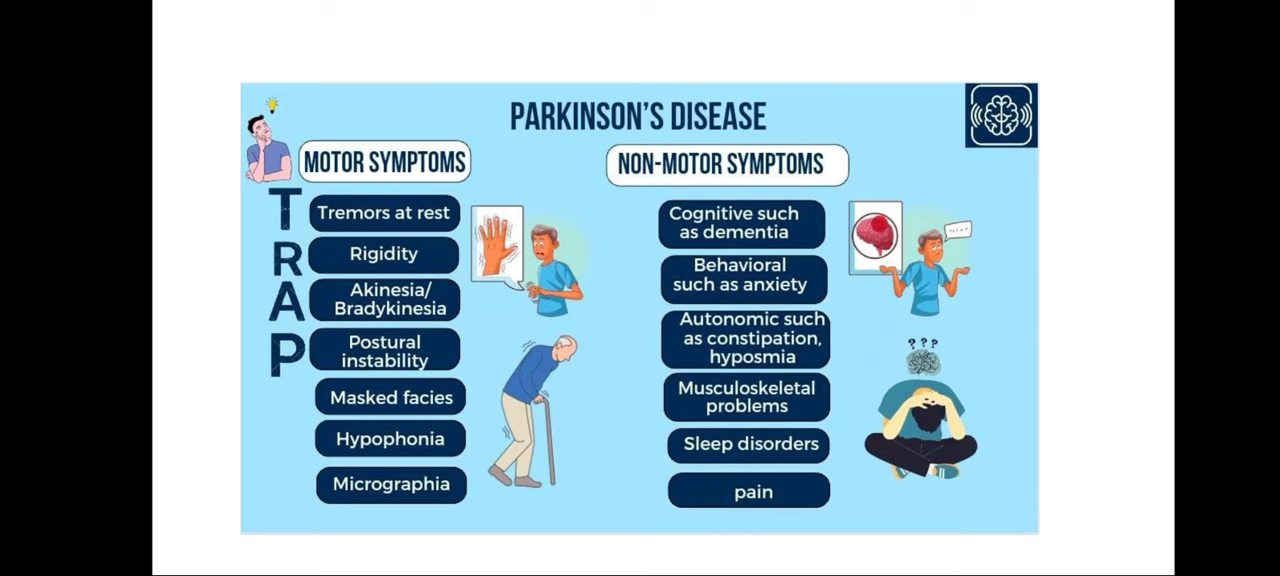 PARKINSON'S DISEASE
MOTOR SYMPTOMS
T
Tremors at rest
R
Rigidity
A
Akinesia/
Bradykinesia
P
Postural
instability
Masked facies
Hypophonia
Micrographia
NON-MOTOR SYMPTOMS
Cognitive such
as dementia
Behavioral
such as anxiety
Autonomic such
as constipation,
hyposmia
Musculoskeletal
problems
Sleep disorders
pain
? ? ?